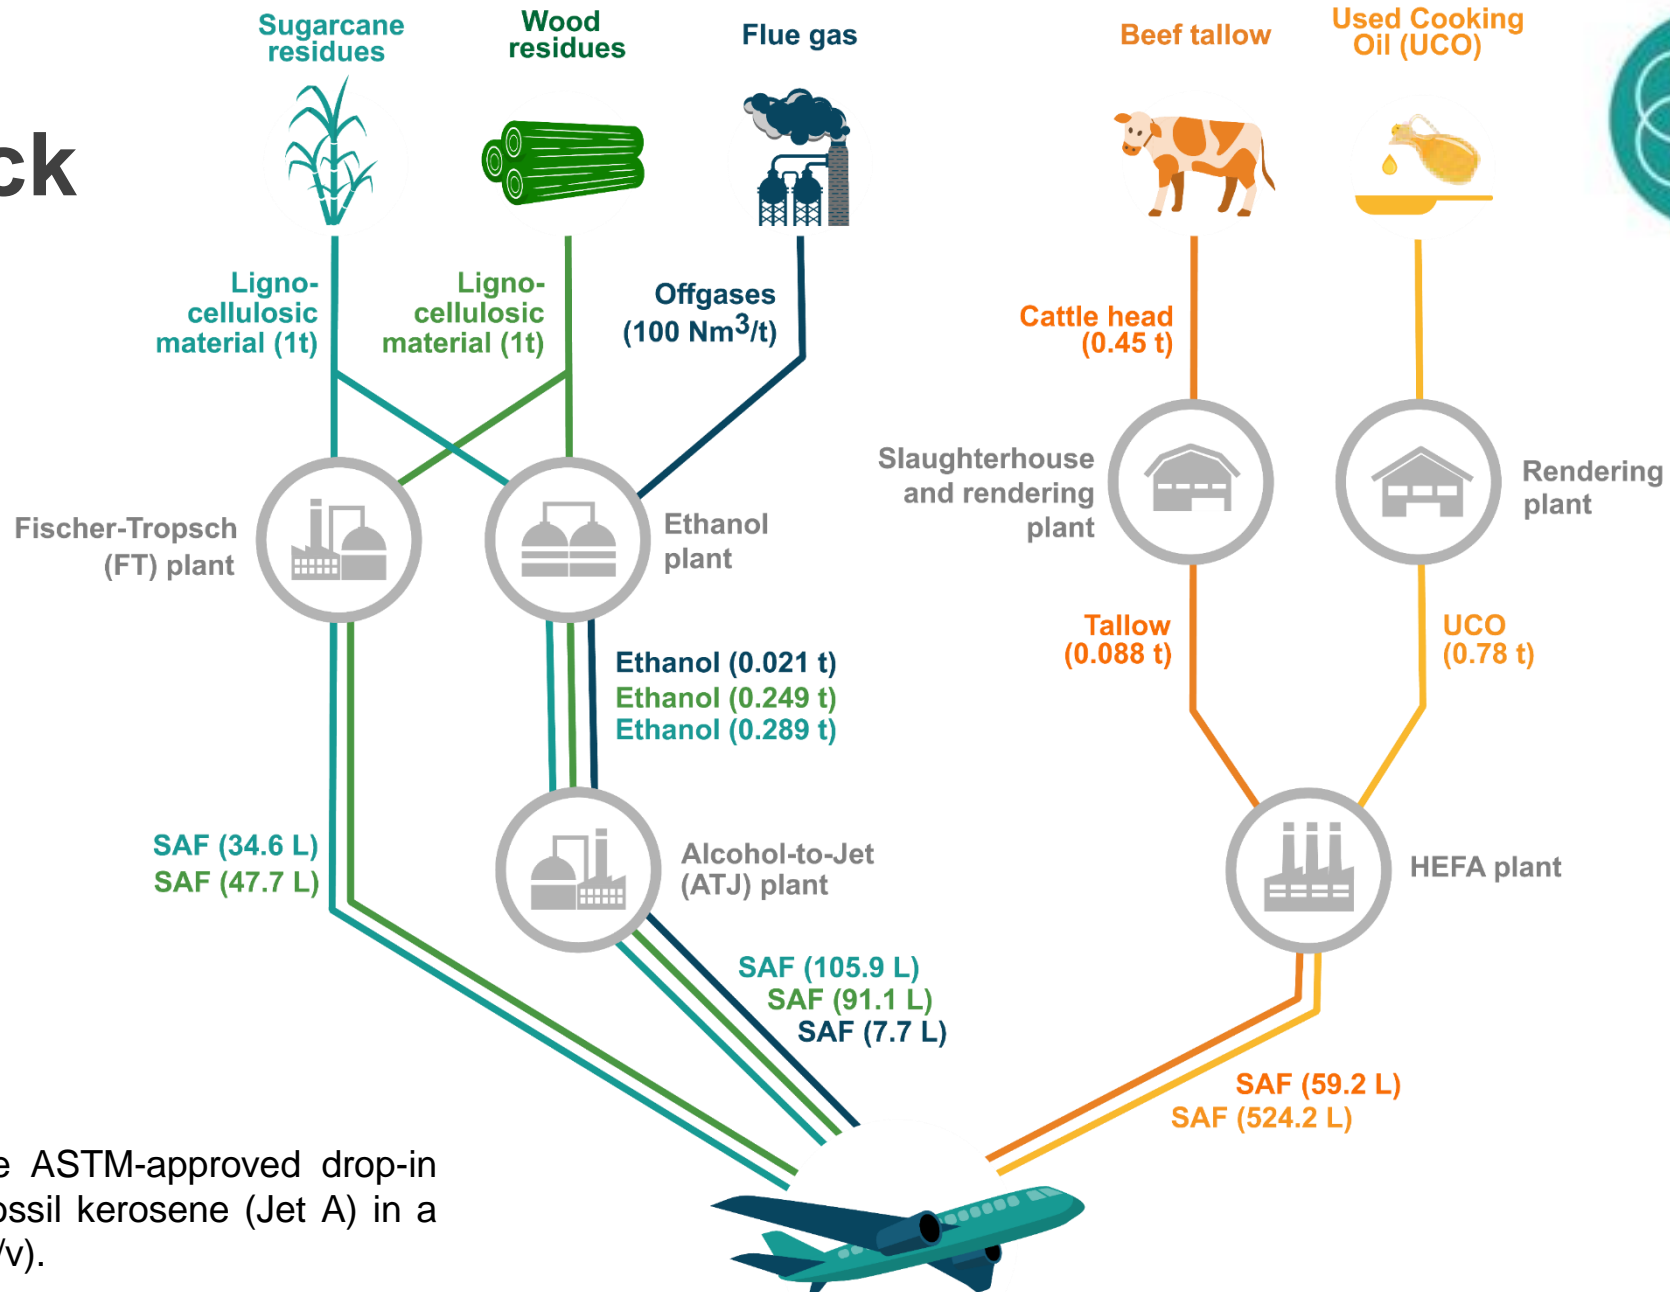 ck
Sugarcane
residues
Wood
residues
Flue gas
Beef tallow
Used Cooking
Oil (UCO)
Ligno-
cellulosic
material (1t)
Ligno-
cellulosic
material (1t)
Offgases
(100 Nm³/t)
Cattle head
(0.45 t)
Fischer-Tropsch
(FT) plant
Ethanol
plant
Slaughterhouse
and rendering
plant
Rendering
plant
Ethanol (0.021 t)
Ethanol (0.249 t)
Ethanol (0.289 t)
Tallow
(0.088 t)
UCO
(0.78 t)
SAF (34.6 L)
SAF (47.7 L)
Alcohol-to-Jet
(ATJ) plant
HEFA plant
SAF (105.9 L)
SAF (91.1 L)
SAF (7.7 L)
SAF (59.2 L)
SAF (524.2 L)
e ASTM-approved drop-in
ossil kerosene (Jet A) in a
/v).